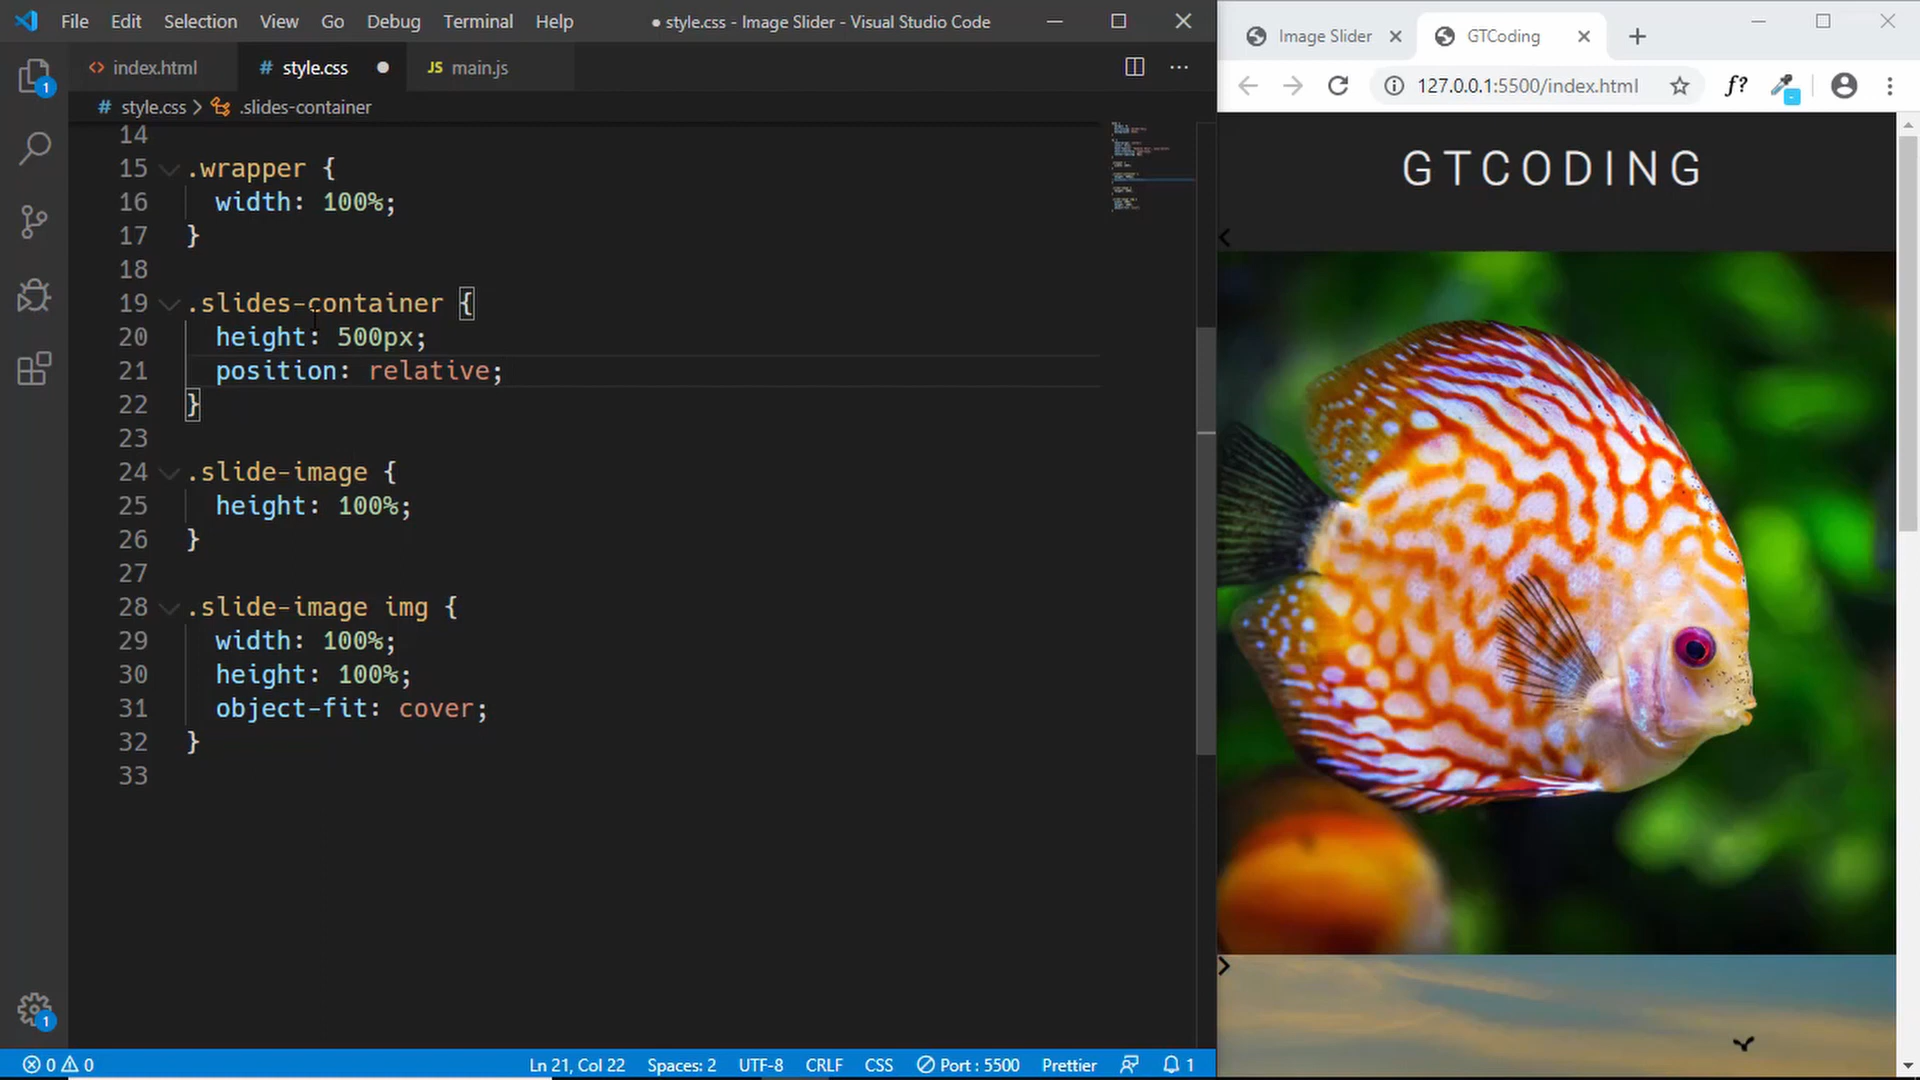 File Edit Selection View Go Debug Terminal Help
● style.css - Image Slider - Visual Studio Code
Image Slider
GTCoding
<> index.html
# style.css ●
JS main.js
127.0.0.1:5500/index.html
f?
# style.css > .slides-container
1
14
15 .wrapper {
16 width: 100%;
17 }
18
19 .slides-container {
20 height: 500px;
21 position: relative;
22 }
23
24 .slide-image {
25 height: 100%;
26 }
27
28 .slide-image img {
29 width: 100%;
30 height: 100%;
31 object-fit: cover;
32 }
33
GTCODING
1
0 0
Ln 21, Col 22 Spaces: 2 UTF-8 CRLF CSS Port : 5500 Prettier 1